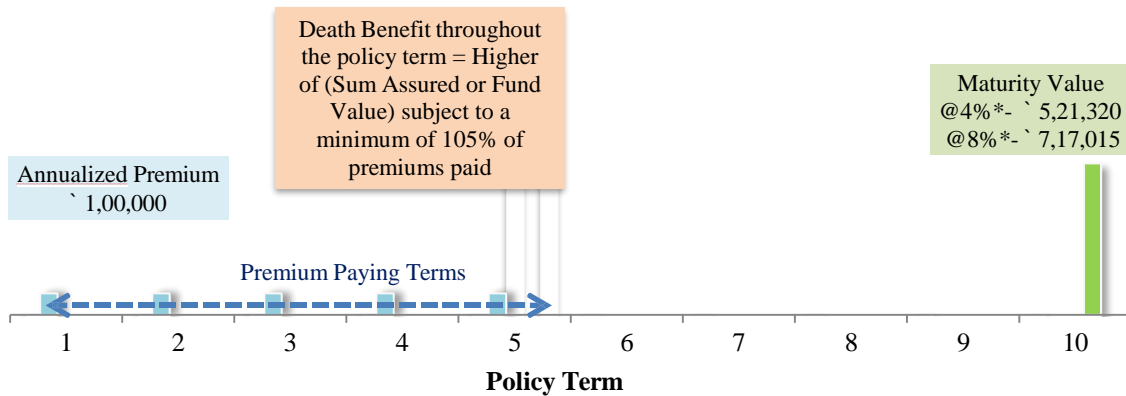 Death Benefit throughout
the policy term = Higher
of (Sum Assured or Fund
Value) subject to a
minimum of 105% of
premiums paid
Maturity Value
@4%*- ` 5,21,320
@8%*- ` 7,17,015
Annualized Premium
` 1,00,000
Premium Paying Terms
1 2 3 4 5 6 7 8 9 10
Policy Term